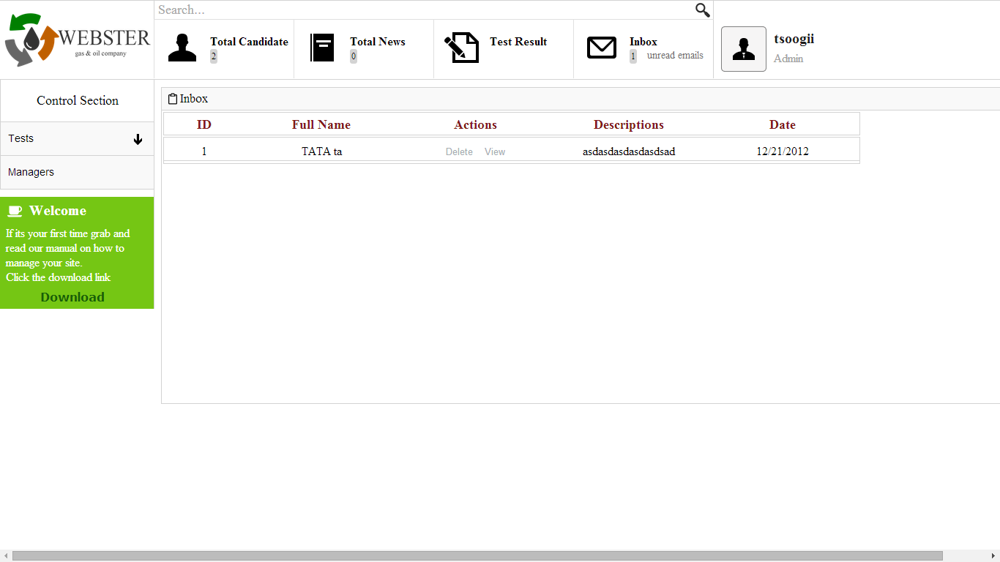 Search...
WEBSTER
gas & oil company
Total Candidate
2
Total News
0
Test Result
Inbox
1 unread emails
tsoogii
Admin
Control Section
Tests
Managers
Welcome
If its your first time grab and
read our manual on how to
manage your site.
Click the download link
Download
Inbox
ID Full Name Actions Descriptions Date
1 TATA ta Delete View asdasdasdasdasdsad 12/21/2012